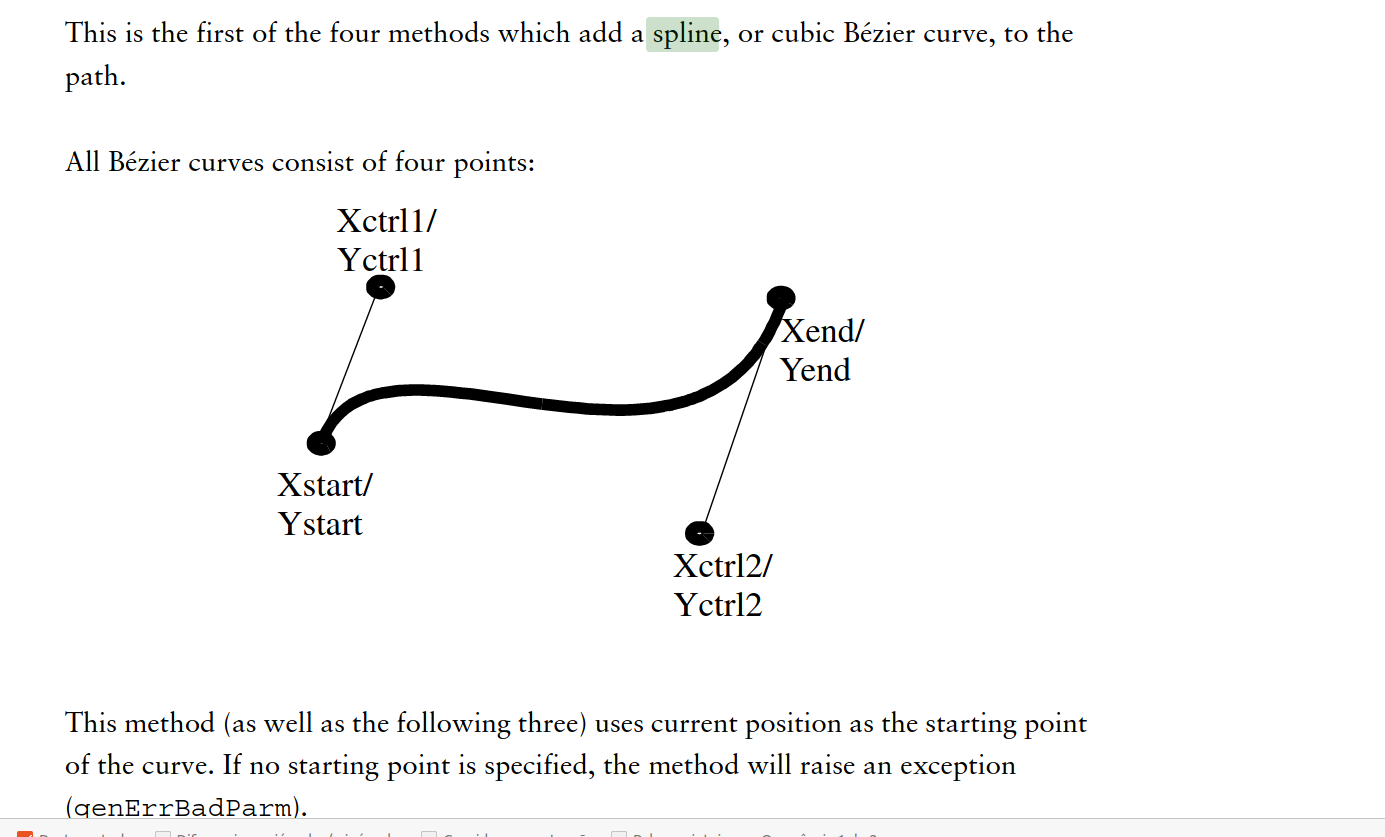 This is the first of the four methods which add a spline, or cubic Bézier curve, to the
path.
All Bézier curves consist of four points:
Xctrl1/
Yctrl1
Xend/
Yend
Xstart/
Ystart
Xctrl2/
Yctrl2
This method (as well as the following three) uses current position as the starting point
of the curve. If no starting point is specified, the method will raise an exception
(genErrBadParm).